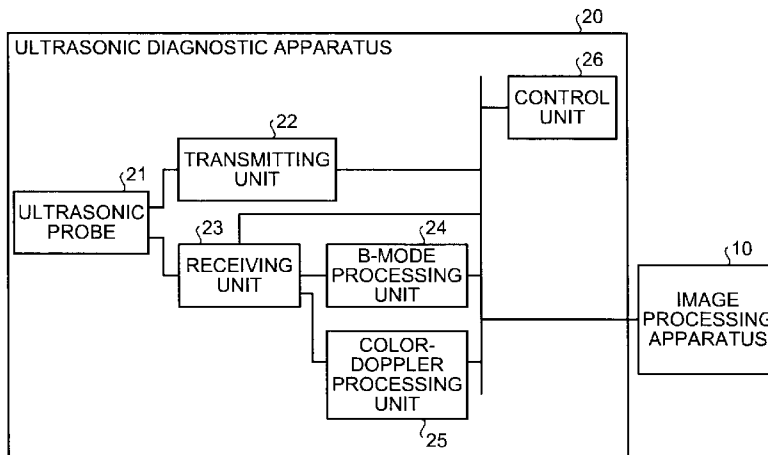 20
ULTRASONIC DIAGNOSTIC APPARATUS
26
CONTROL
UNIT
22
TRANSMITTING
UNIT
21
ULTRASONIC
PROBE
23
RECEIVING
UNIT
24
B-MODE
PROCESSING
UNIT
10
IMAGE
PROCESSING
APPARATUS
COLOR-
DOPPLER
PROCESSING
UNIT
25